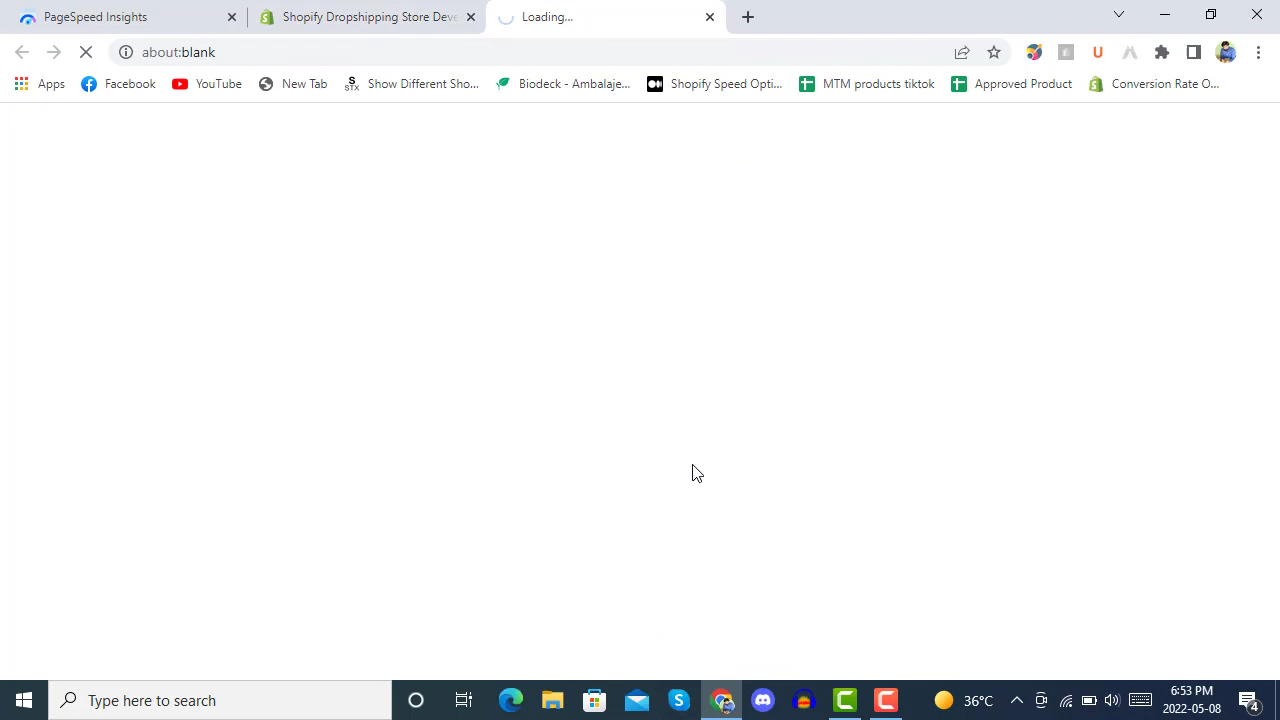 PageSpeed Insights
Shopify Dropshipping Store Deve
Loading...
about:blank
Apps
Facebook
YouTube
New Tab
S
STX
Show Different Sho...
Biodeck - Ambalaje...
Shopify Speed Opti...
MTM products tiktok
Approved Product
Conversion Rate O...
U
Type here to search
36°C
6:53 PM
2022-05-08
4